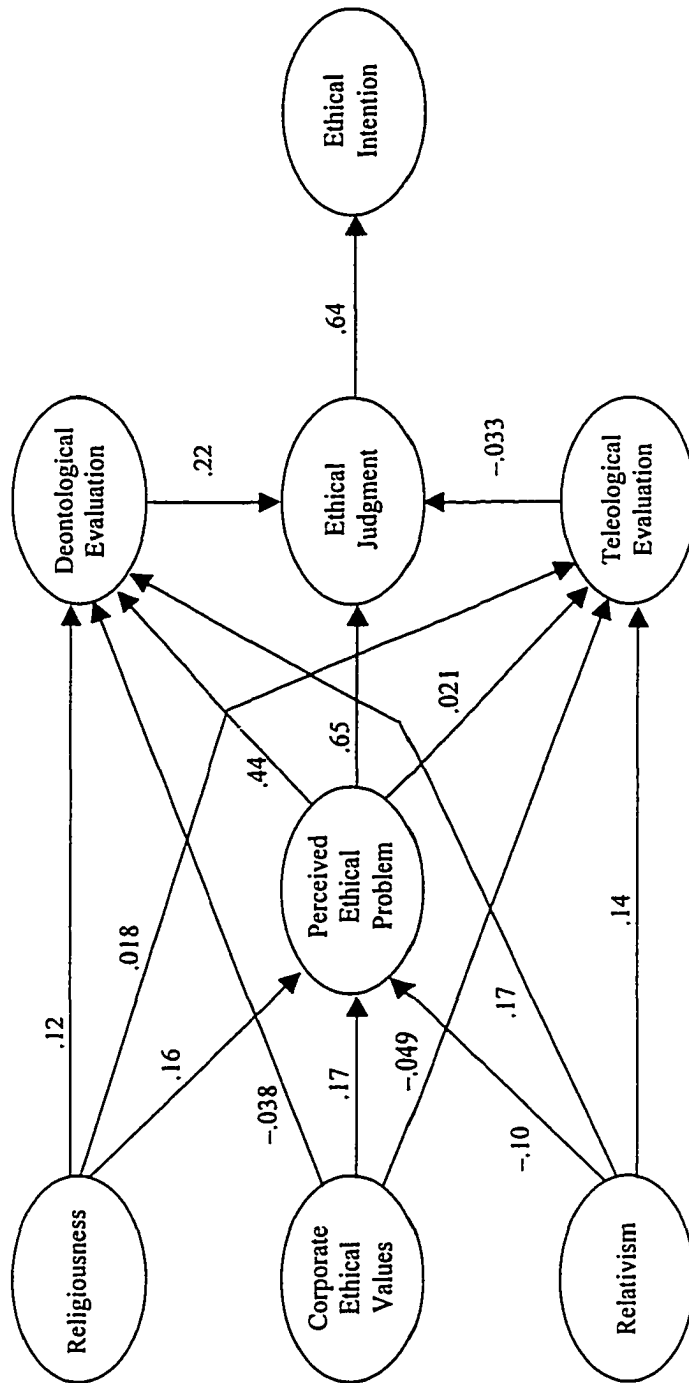 Religiousness
Corporate
Ethical
Values
Relativism
.12
.018
.16
-.038
.17
-.049
-.10
.17
.14
Perceived
Ethical
Problem
.44
.65
.021
Deontological
Evaluation
.22
Ethical
Judgment
-.033
Teleological
Evaluation
.64
Ethical
Intention